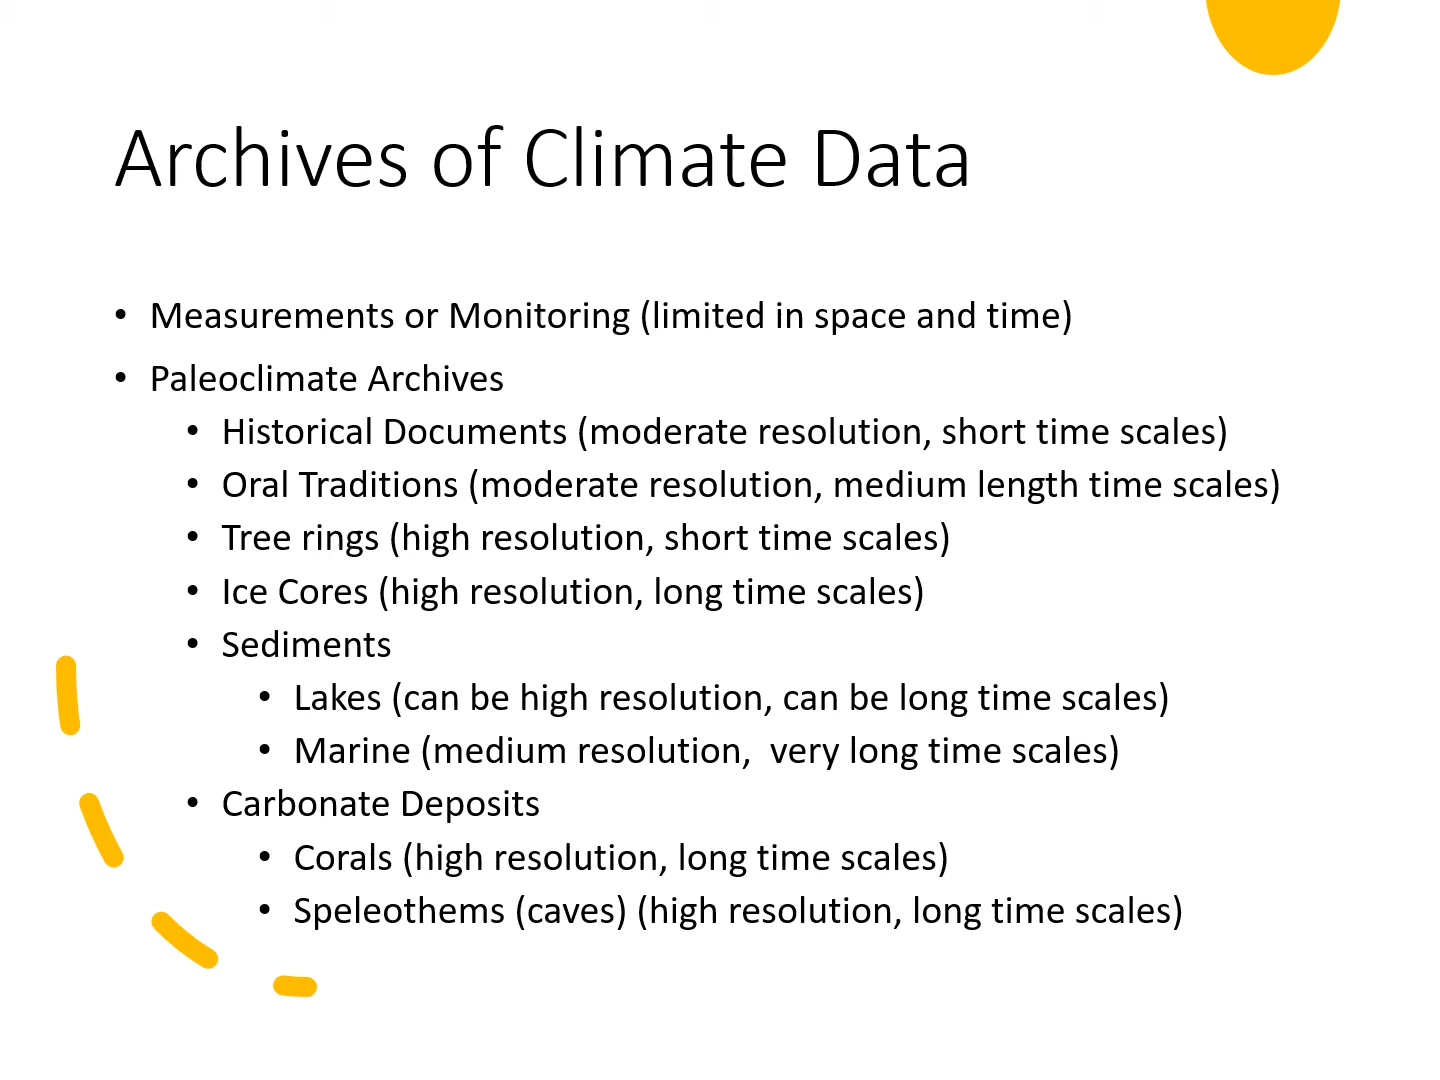 Archives of Climate Data
• Measurements or Monitoring (limited in space and time)
• Paleoclimate Archives
• Historical Documents (moderate resolution, short time scales)
• Oral Traditions (moderate resolution, medium length time scales)
• Tree rings (high resolution, short time scales)
• Ice Cores (high resolution, long time scales)
• Sediments
• Lakes (can be high resolution, can be long time scales)
• Marine (medium resolution,  very long time scales)
• Carbonate Deposits
• Corals (high resolution, long time scales)
• Speleothems (caves) (high resolution, long time scales)